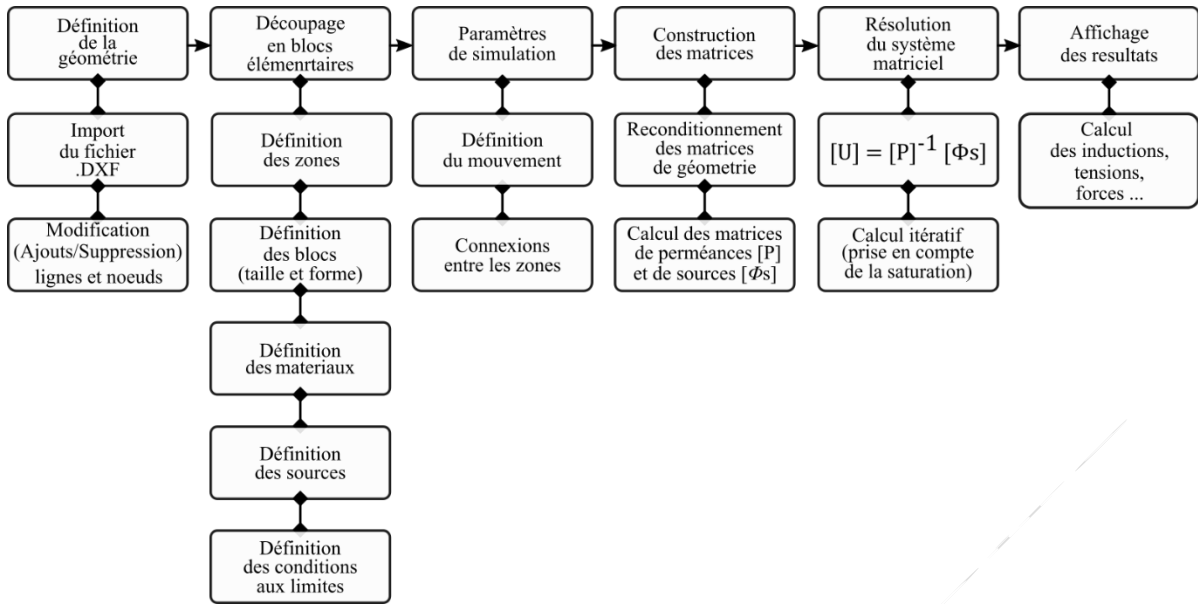 Définition
de la
géométrie
Découpage
en blocs
élémenrtaires
Paramètres
de simulation
Construction
des matrices
Résolution
du système
matriciel
Affichage
des resultats
Import
du fichier
.DXF
Modification
(Ajouts/Suppression)
lignes et noeuds
Définition
des zones
Définition
des blocs
(taille et forme)
Définition
des materiaux
Définition
des sources
Définition
des conditions
aux limites
Définition
du mouvement
Connexions
entre les zones
Reconditionnement
des matrices
de géometrie
Calcul des matrices
de perméances [P]
et de sources [Φs]
[U] = [P]-1 [Φs]
Calcul itératif
(prise en compte
de la saturation)
Calcul
des inductions,
tensions,
forces ...